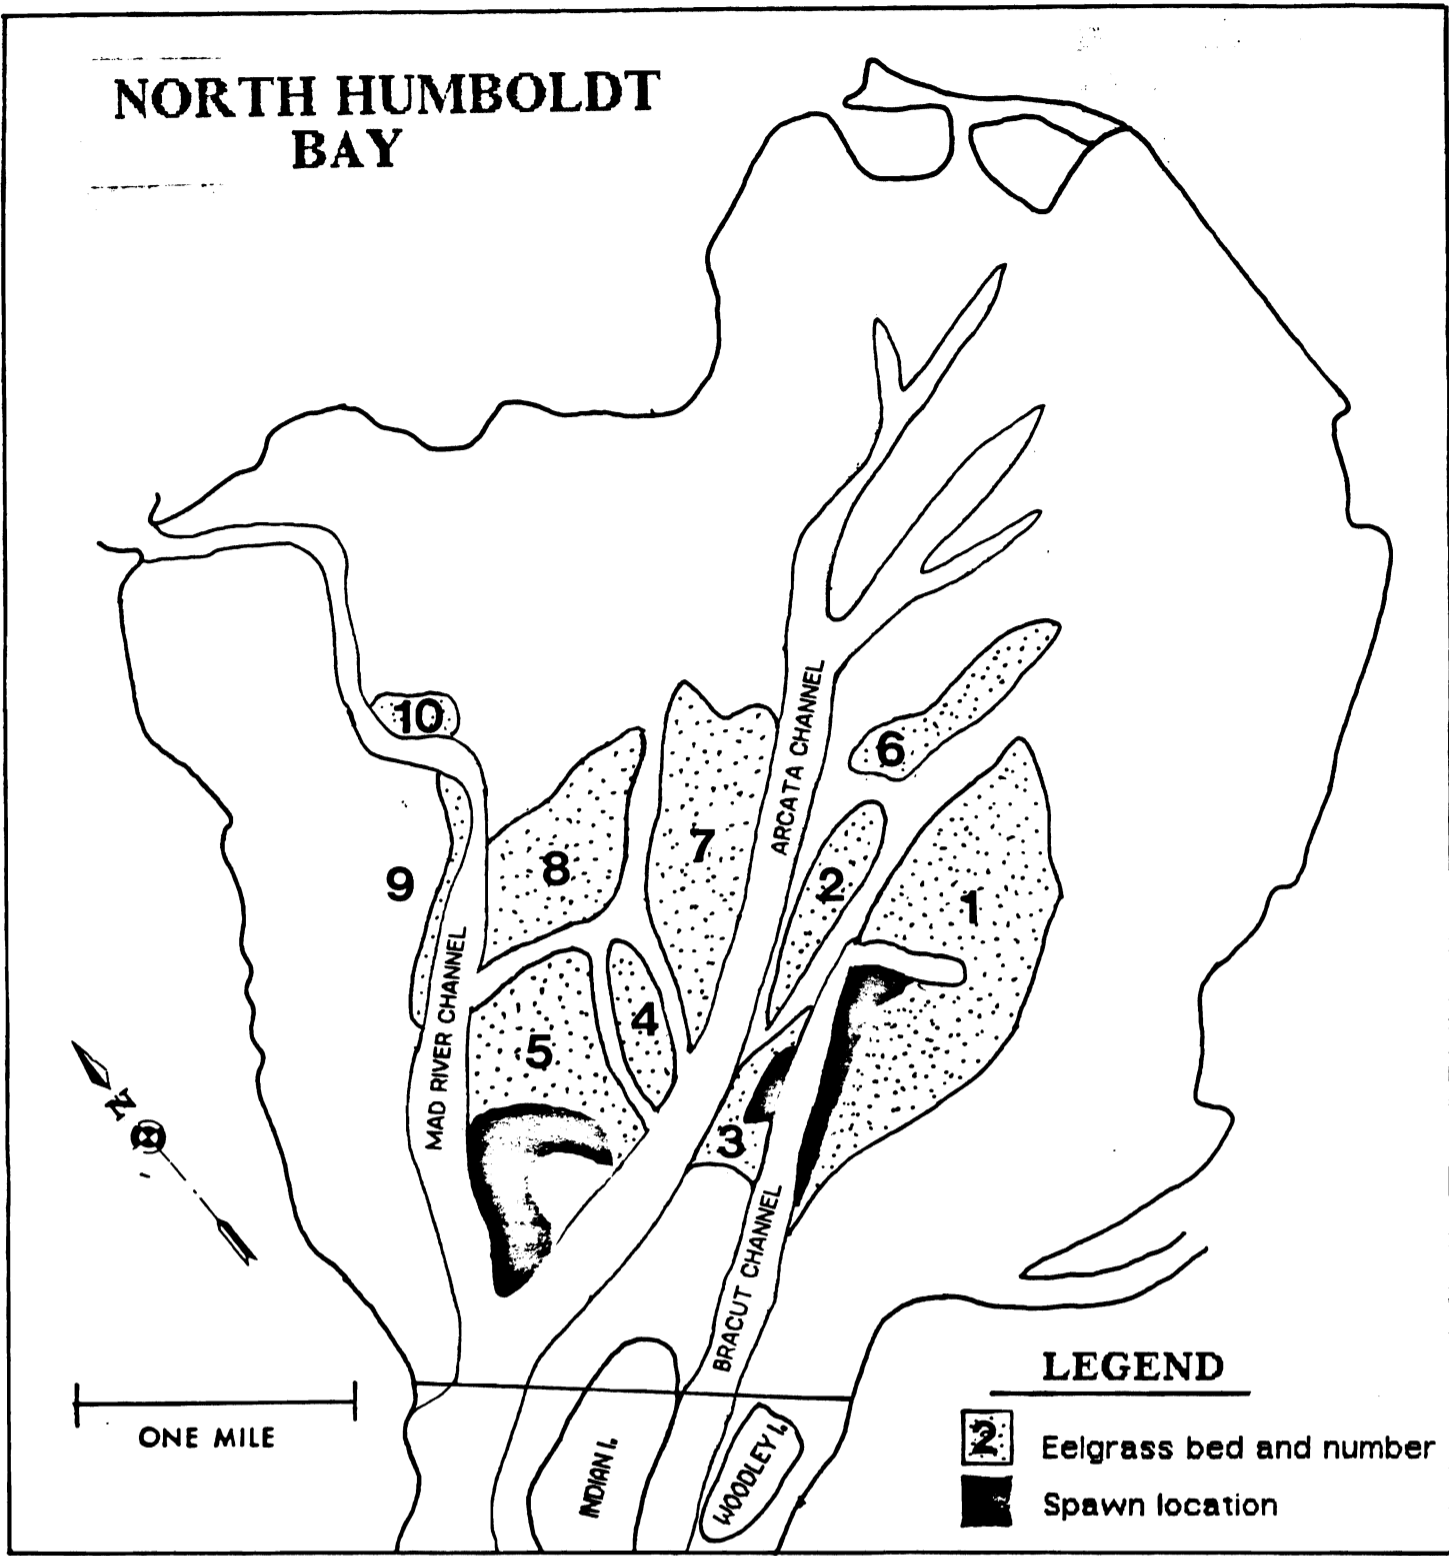 NORTH HUMBOLDT
BAY
10
6
ARCATA CHANNEL
7
8
2
9
1
MAD RIVER CHANNEL
4
5
N
3
BRACUT CHANNEL
LEGEND
ONE MILE
2
Eelgrass bed and number
INDIAN I.
WOODLEY I.
Spawn location